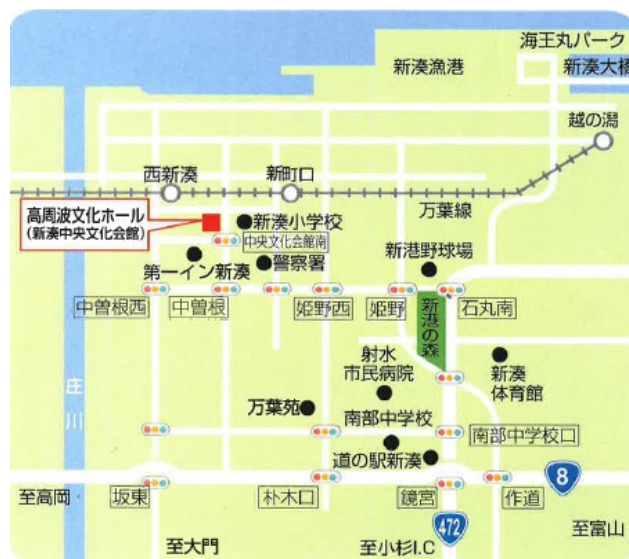 海王丸パーク
新湊漁港
新湊大橋
越の潟
西新湊
新町口
万葉線
高周波文化ホール
(新湊中央文化会館)
新湊小学校
中央文化会館南
新港野球場
第一イン新湊
警察署
中曽根西
中曽根
姫野西
姫野
石丸南
新港の森
射水
市民病院
新湊
体育館
庄川
万葉苑
南部中学校
南部中学校口
道の駅新湊
至高岡
坂東
朴木口
鏡宮
作道
8
472
至富山
至大門
至小杉I.C